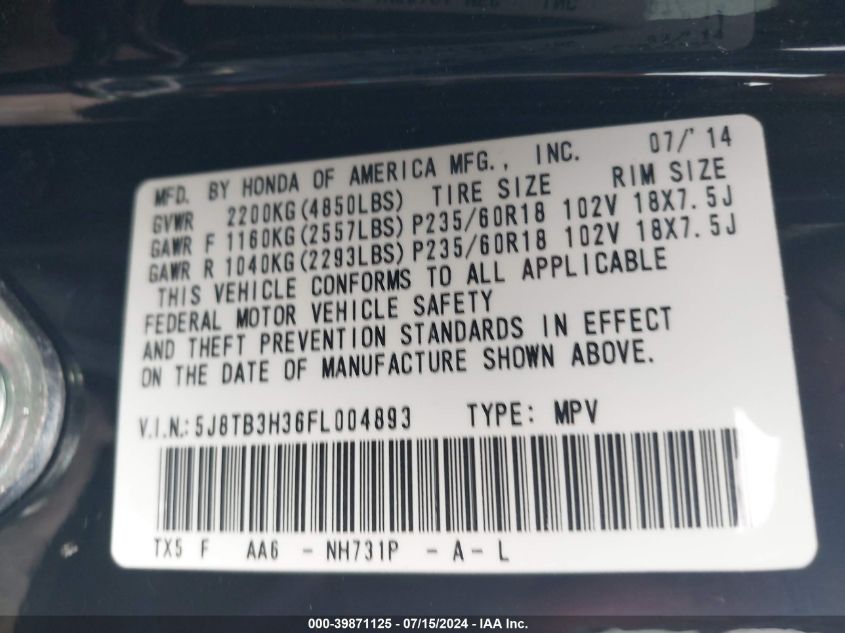 MFD. BY HONDA OF AMERICA MFG., INC. 07/'14
GVWR 2200KG(4850LBS) TIRE SIZE RIM SIZE
GAWR F 1160KG(2557LBS) P235/60R18 102V 18X7.5J
GAWR R 1040KG(2293LBS) P235/60R18 102V 18X7.5J
THIS VEHICLE CONFORMS TO ALL APPLICABLE
FEDERAL MOTOR VEHICLE SAFETY
AND THEFT PREVENTION STANDARDS IN EFFECT
ON THE DATE OF MANUFACTURE SHOWN ABOVE.
V.I.N.: 5J8TB3H36FL004893 TYPE: MPV
TX5 F AA6 - NH731P - A - L
000-39871125 - 07/15/2024 - IAA Inc.